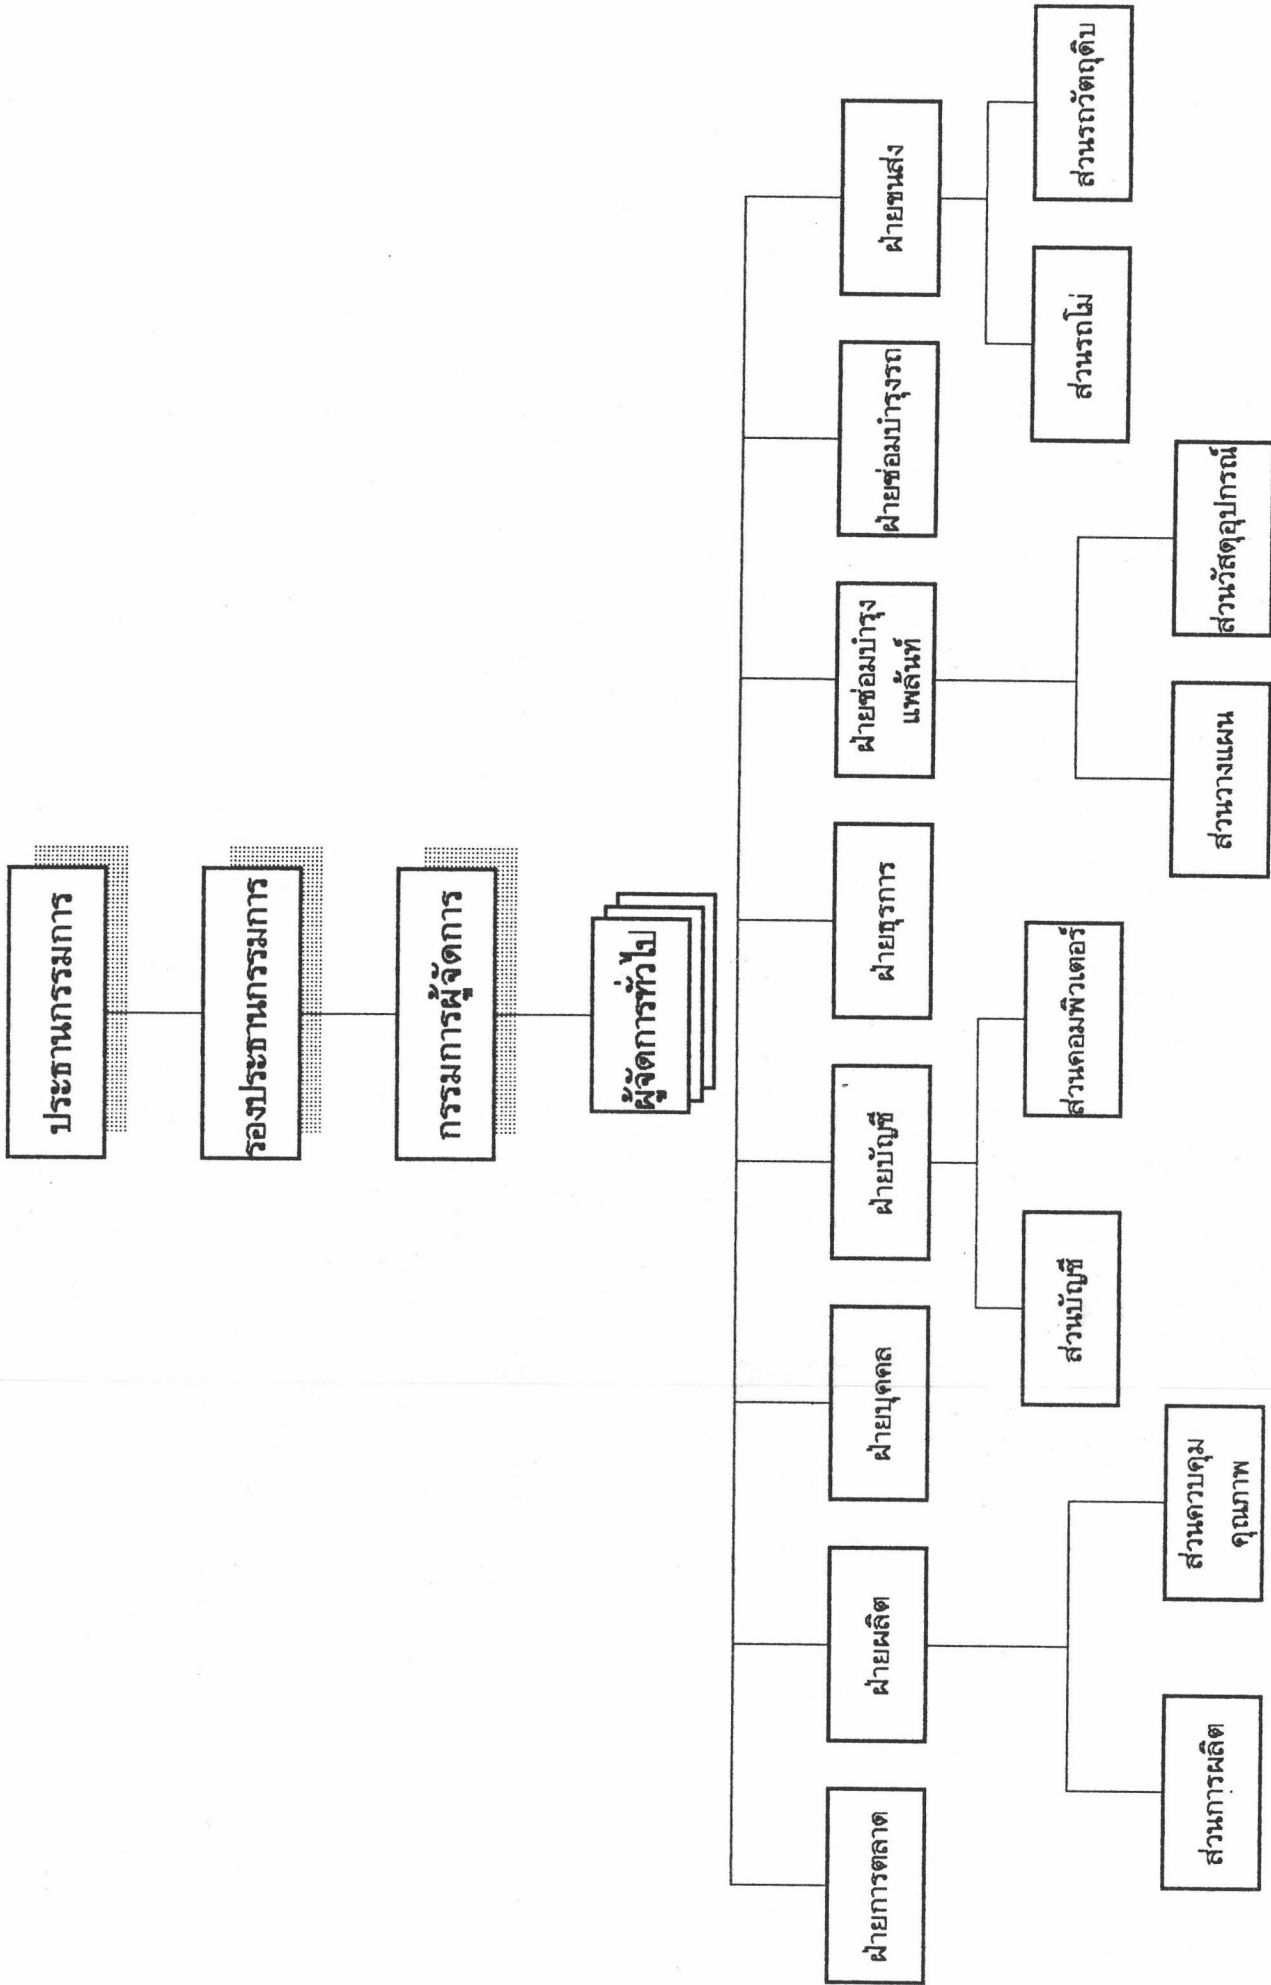 ประธานกรรมการ
รองประธานกรรมการ
กรรมการผู้จัดการ
ผู้จัดการทั่วไป
ฝ่ายการตลาด
ฝ่ายผลิต
ฝ่ายบุคคล
ฝ่ายบัญชี
ฝ่ายธุรการ
ฝ่ายซ่อมบำรุง
แพล้นท์
ฝ่ายซ่อมบำรุงรถ
ฝ่ายขนส่ง
ส่วนการผลิต
ส่วนควบคุม
คุณภาพ
ส่วนบัญชี
ส่วนคอมพิวเตอร์
ส่วนวางแผน
ส่วนวัสดุอุปกรณ์
ส่วนรถโม่
ส่วนรถวัตถุดิบ